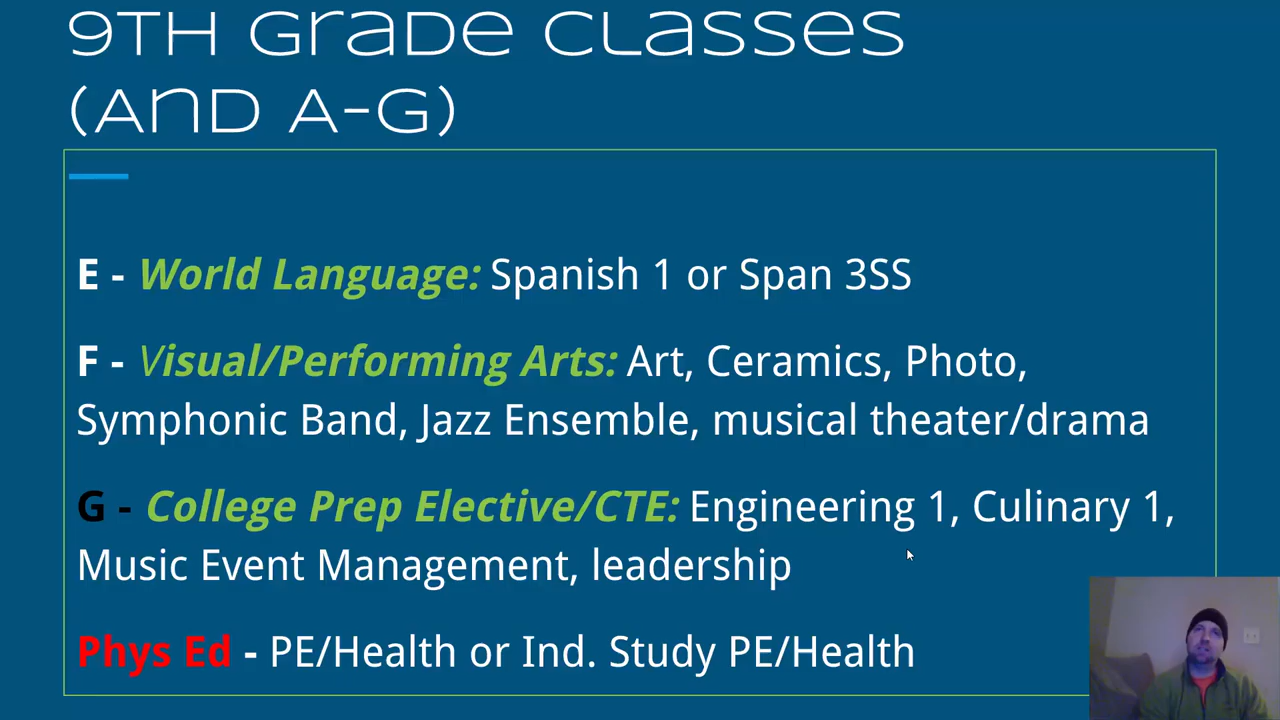 9TH Grade Classes
(And A-G)
E - World Language: Spanish 1 or Span 3SS
F - Visual/Performing Arts: Art, Ceramics, Photo,
Symphonic Band, Jazz Ensemble, musical theater/drama
G - College Prep Elective/CTE: Engineering 1, Culinary 1,
Music Event Management, leadership
Phys Ed - PE/Health or Ind. Study PE/Health